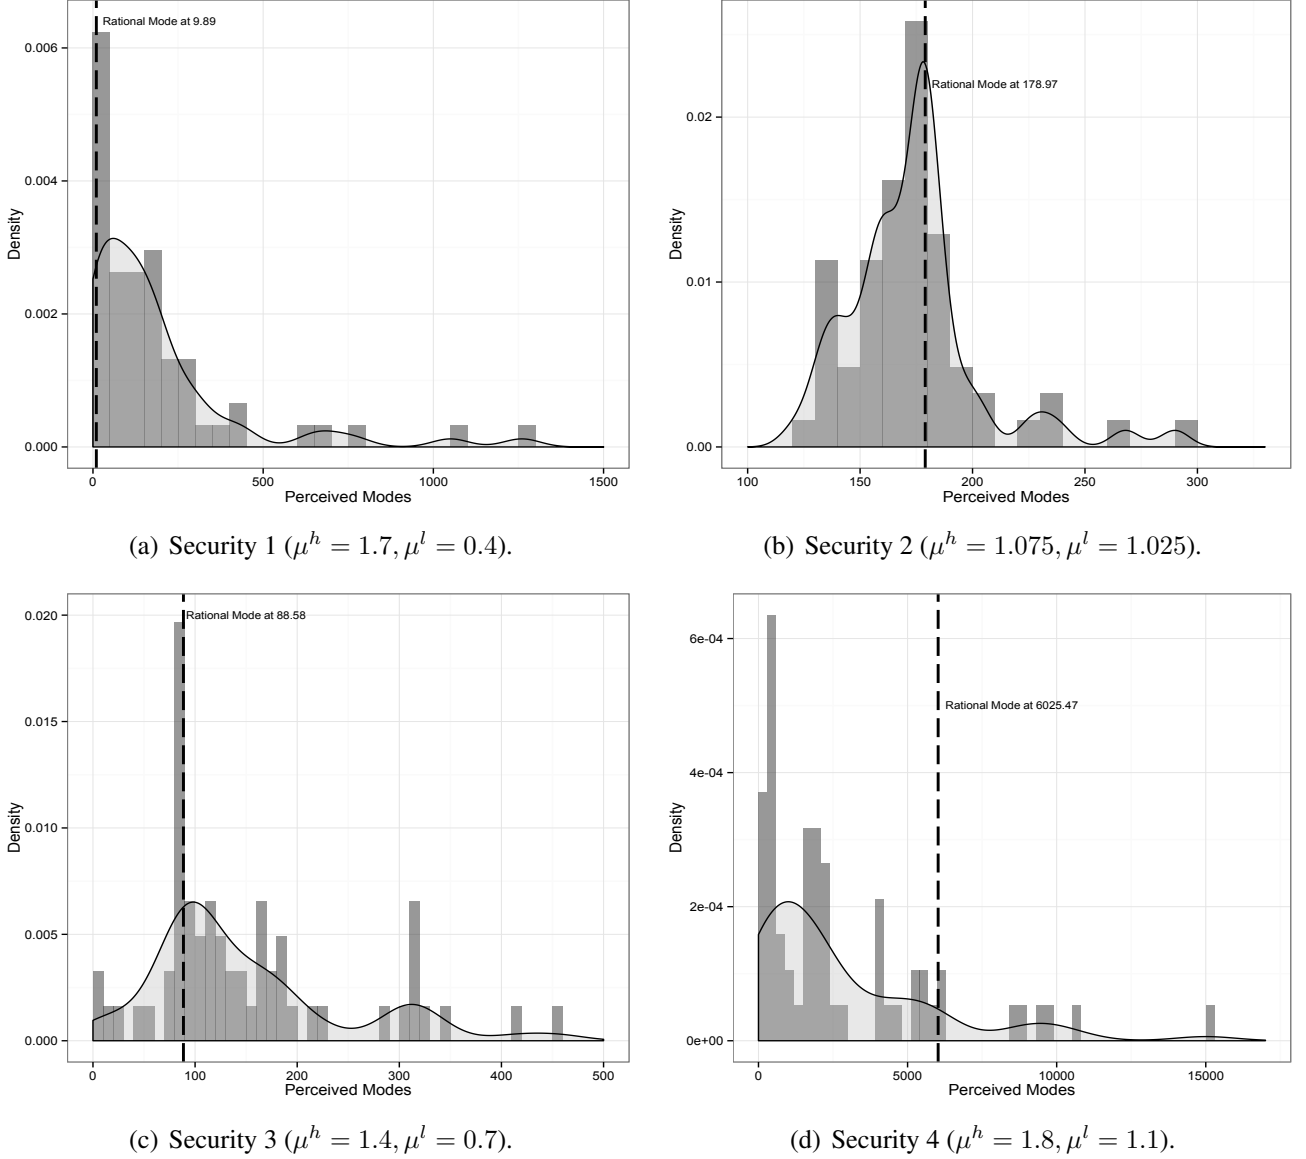 Rational Mode at 9.89
0.006
0.004
0.002
0.000
Density
0 500 1000 1500
Perceived Modes
(a) Security 1 (μ^h = 1.7, μ^l = 0.4).
Rational Mode at 178.97
0.02
0.01
0.00
Density
100 150 200 250 300
Perceived Modes
(b) Security 2 (μ^h = 1.075, μ^l = 1.025).
Rational Mode at 88.58
0.020
0.015
0.010
0.005
0.000
Density
0 100 200 300 400 500
Perceived Modes
(c) Security 3 (μ^h = 1.4, μ^l = 0.7).
6e-04
Rational Mode at 6025.47
4e-04
2e-04
0e+00
Density
0 5000 10000 15000
Perceived Modes
(d) Security 4 (μ^h = 1.8, μ^l = 1.1).